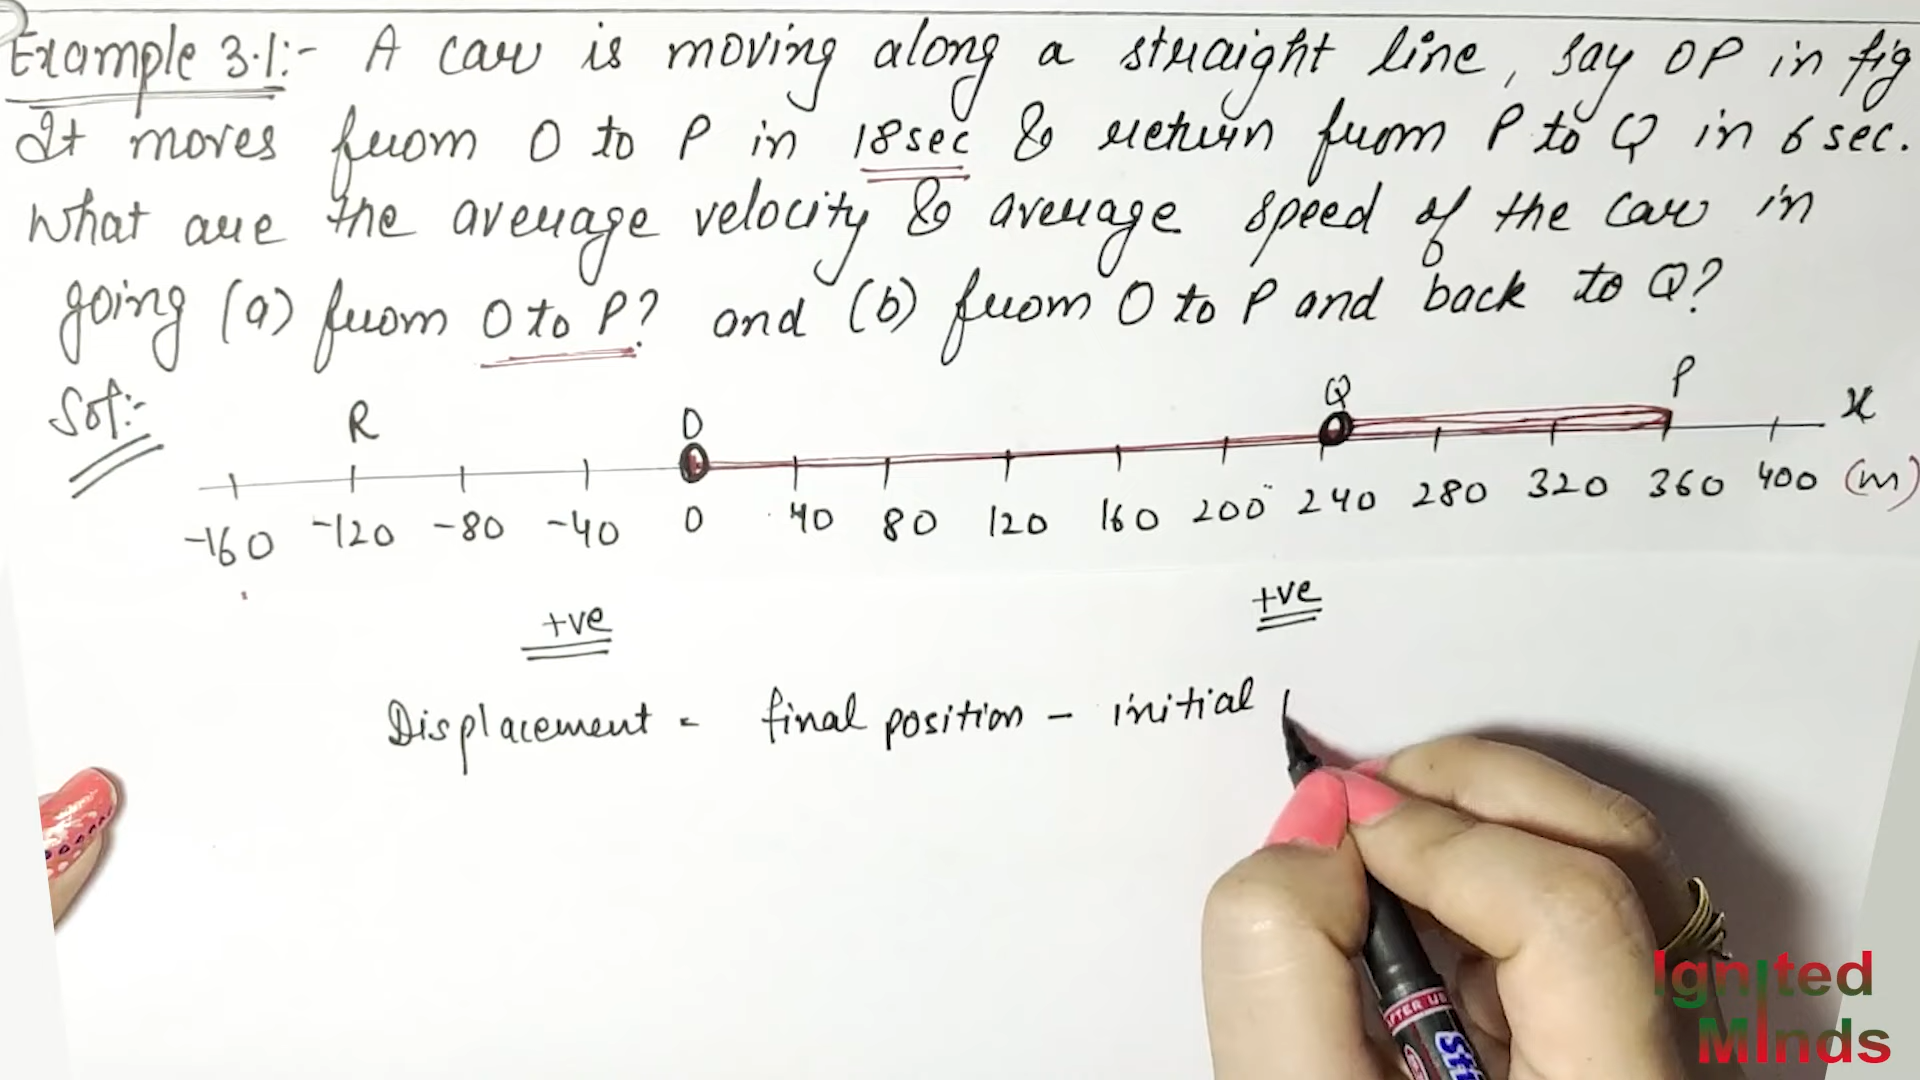 Example 3.1:- A car is moving along a straight line, say OP in fig
It moves from O to P in 18sec & return from P to Q in 6 sec.
What are the average velocity & average speed of the car in
going (a) from O to P? and (b) from O to P and back to Q?
Sol:-
R O Q P x
-160 -120 -80 -40 0 40 80 120 160 200 240 280 320 360 400 (m)
+ve +ve
Displacement = final position - initial
AFTER US
Ignited
Minds